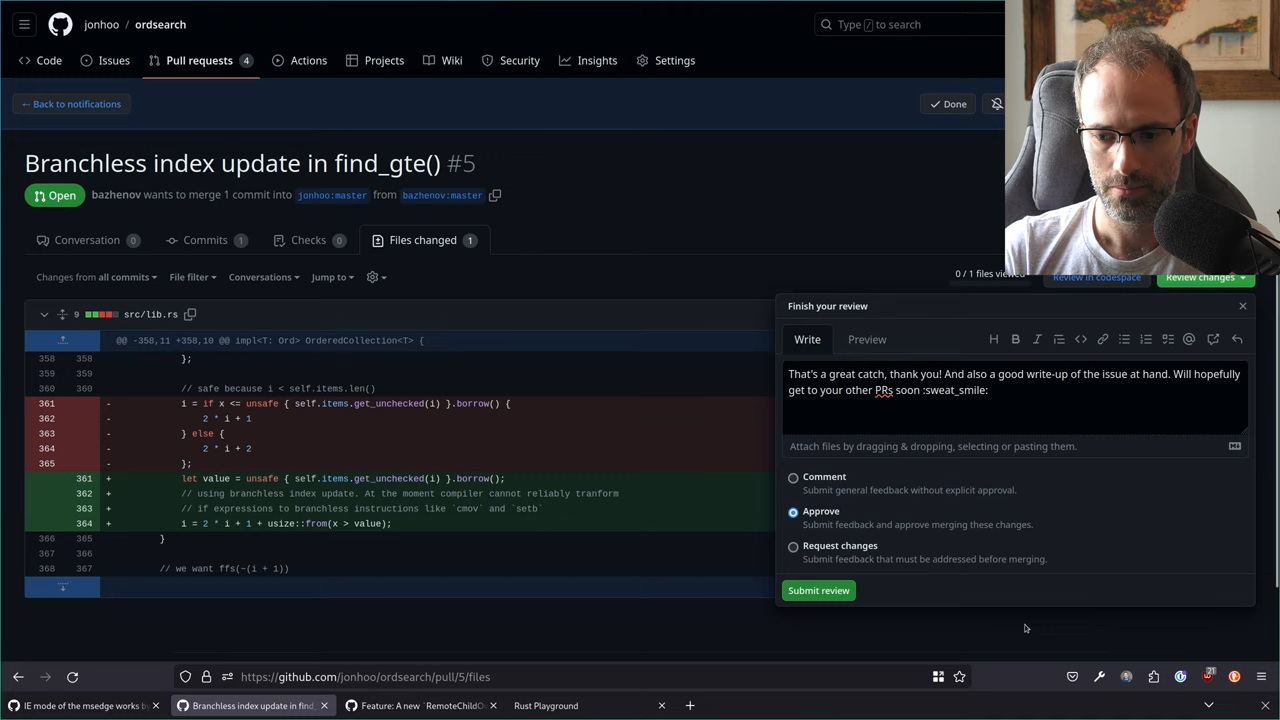 jonhoo / ordsearch
Type / to search
Code
Issues
Pull requests 4
Actions
Projects
Wiki
Security
Insights
Settings
← Back to notifications
Done
Branchless index update in find_gte() #5
Open
bazhenov wants to merge 1 commit into jonhoo:master from bazhenov:master
Conversation 0
Commits 1
Checks 0
Files changed 1
Changes from all commits
File filter
Conversations
Jump to
0 / 1 files viewed
Review in codespace
Review changes
9 src/lib.rs
@@ -358,11 +358,10 @@ impl<T: Ord> OrderedCollection<T> {
358 358 };
359 359
360 360 // safe because i < self.items.len()
361 - i = if x <= unsafe { self.items.get_unchecked(i) }.borrow() {
362 - 2 * i + 1
363 - } else {
364 - 2 * i + 2
365 - };
361 + let value = unsafe { self.items.get_unchecked(i) }.borrow();
362 + // using branchless index update. At the moment compiler cannot reliably tranform
363 + // if expressions to branchless instructions like `cmov` and `setb`
364 + i = 2 * i + 1 + usize::from(x > value);
366 365 }
367 366
368 367 // we want ffs(~(i + 1))
Finish your review
Write
Preview
That's a great catch, thank you! And also a good write-up of the issue at hand. Will hopefully
get to your other PRs soon :sweat_smile:
Attach files by dragging & dropping, selecting or pasting them.
Comment
Submit general feedback without explicit approval.
Approve
Submit feedback and approve merging these changes.
Request changes
Submit feedback that must be addressed before merging.
Submit review
https://github.com/jonhoo/ordsearch/pull/5/files
21
IE mode of the msedge works by
Branchless index update in find_
Feature: A new `RemoteChildO
Rust Playground